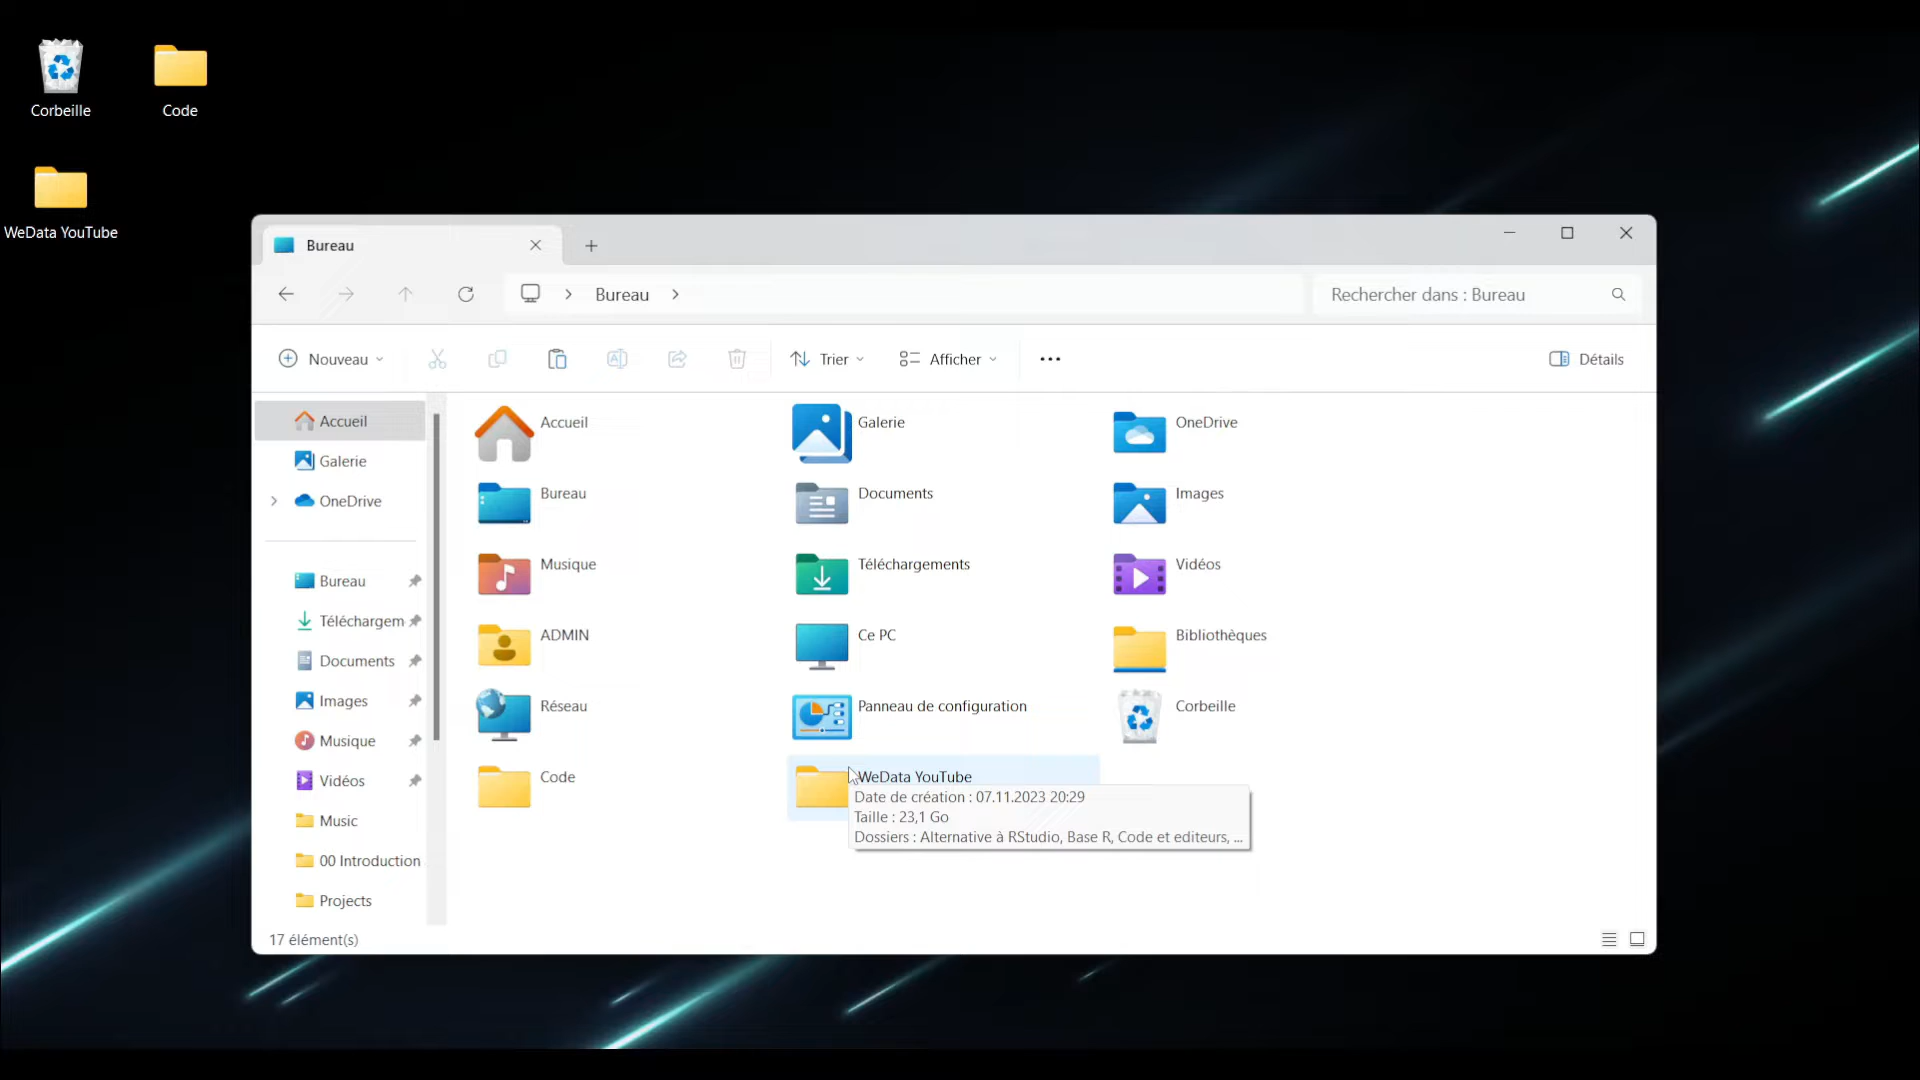 Corbeille
Code
WeData YouTube
Bureau
Bureau
Rechercher dans : Bureau
Nouveau
Trier
Afficher
Détails
Accueil
Galerie
OneDrive
Bureau
Téléchargem
Documents
Images
Musique
Vidéos
Music
00 Introduction
Projects
Accueil
Galerie
OneDrive
Bureau
Documents
Images
Musique
Téléchargements
Vidéos
ADMIN
Ce PC
Bibliothèques
Réseau
Panneau de configuration
Corbeille
Code
WeData YouTube
Date de création : 07.11.2023 20:29
Taille : 23,1 Go
Dossiers : Alternative à RStudio, Base R, Code et editeurs, ...
17 élément(s)